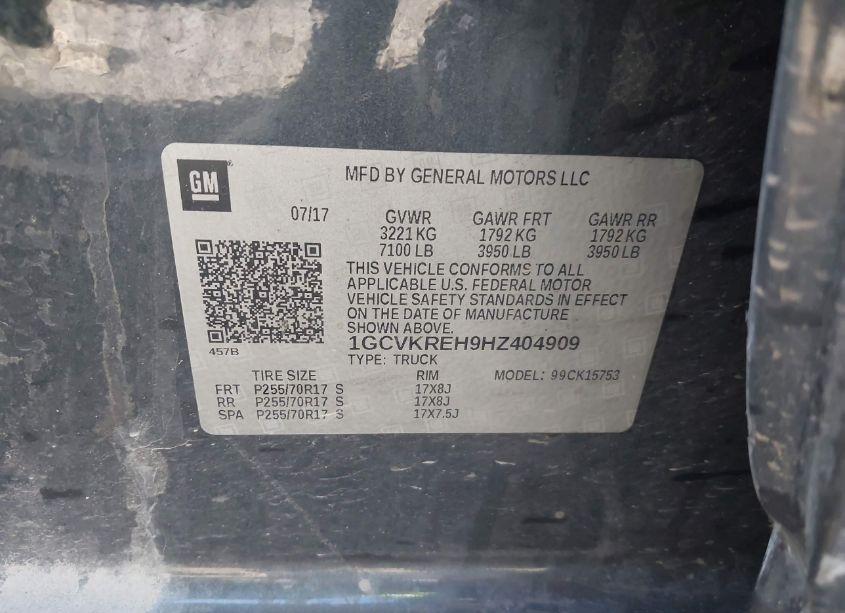 GM
MFD BY GENERAL MOTORS LLC
07/17 GVWR GAWR FRT GAWR RR
3221 KG 1792 KG 1792 KG
7100 LB 3950 LB 3950 LB
THIS VEHICLE CONFORMS TO ALL
APPLICABLE U.S. FEDERAL MOTOR
VEHICLE SAFETY STANDARDS IN EFFECT
ON THE DATE OF MANUFACTURE
SHOWN ABOVE.
457B
1GCVKREH9HZ404909
TYPE: TRUCK
TIRE SIZE RIM MODEL: 99CK15753
FRT P255/70R17 S 17X8J
RR P255/70R17 S 17X8J
SPA P255/70R17 S 17X7.5J